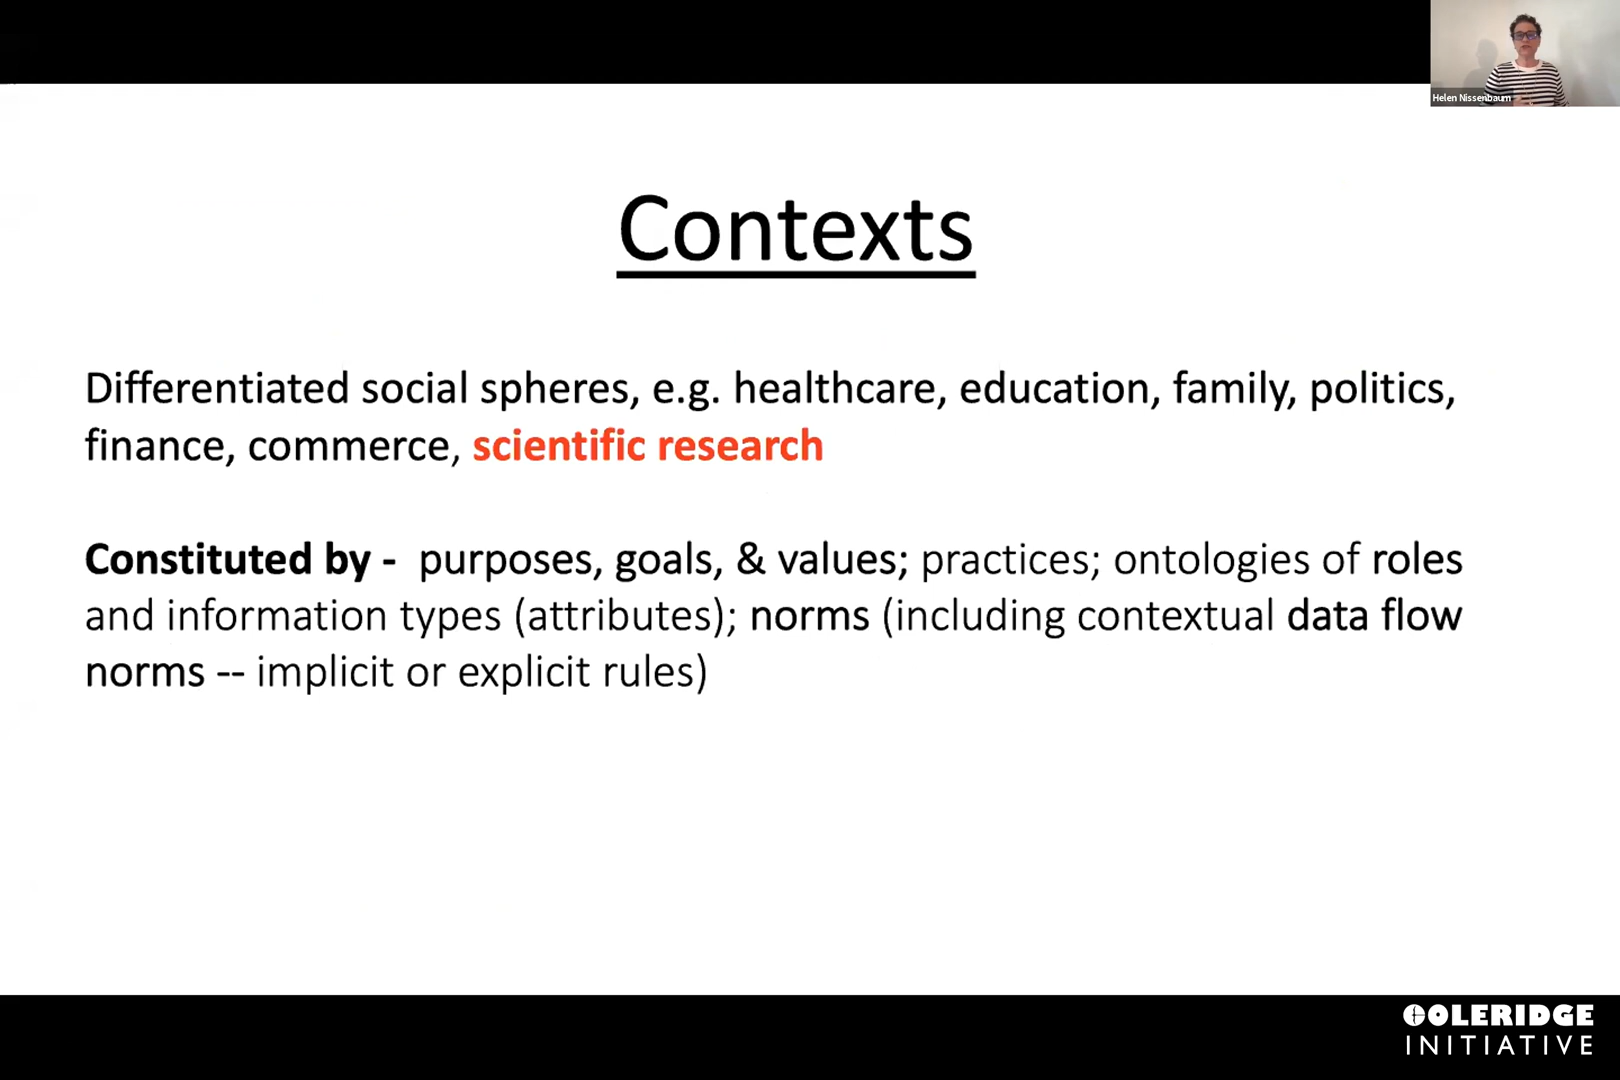 Helen Nissenbaum
Contexts
Differentiated social spheres, e.g. healthcare, education, family, politics,
finance, commerce, scientific research
Constituted by -  purposes, goals, & values; practices; ontologies of roles
and information types (attributes); norms (including contextual data flow
norms -- implicit or explicit rules)
COLERIDGE
INITIATIVE